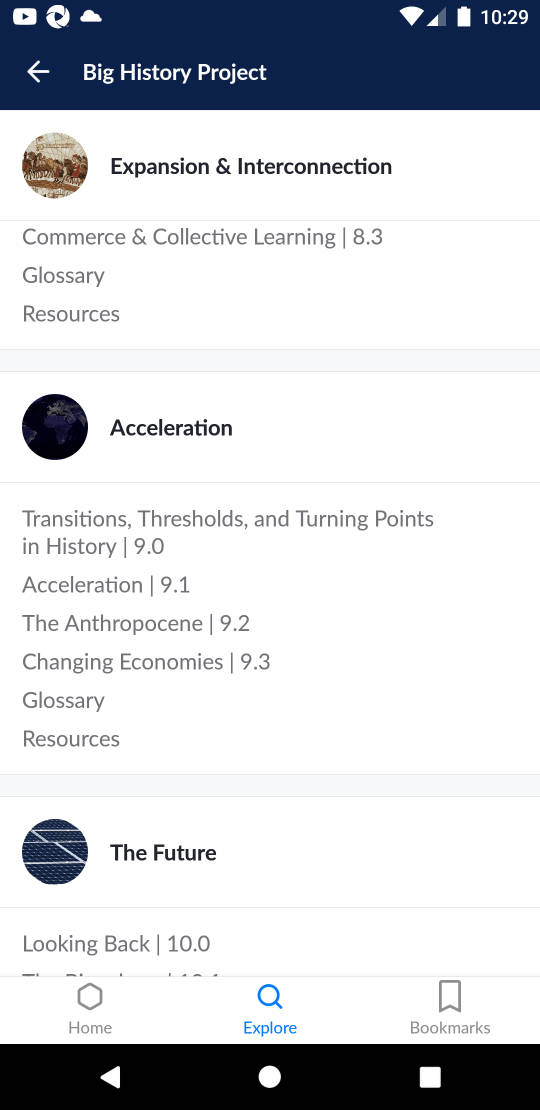 10:29
Big History Project
Expansion & Interconnection
Commerce & Collective Learning | 8.3
Glossary
Resources
Acceleration
Transitions, Thresholds, and Turning Points
in History | 9.0
Acceleration | 9.1
The Anthropocene | 9.2
Changing Economies | 9.3
Glossary
Resources
The Future
Looking Back | 10.0
Home
Explore
Bookmarks